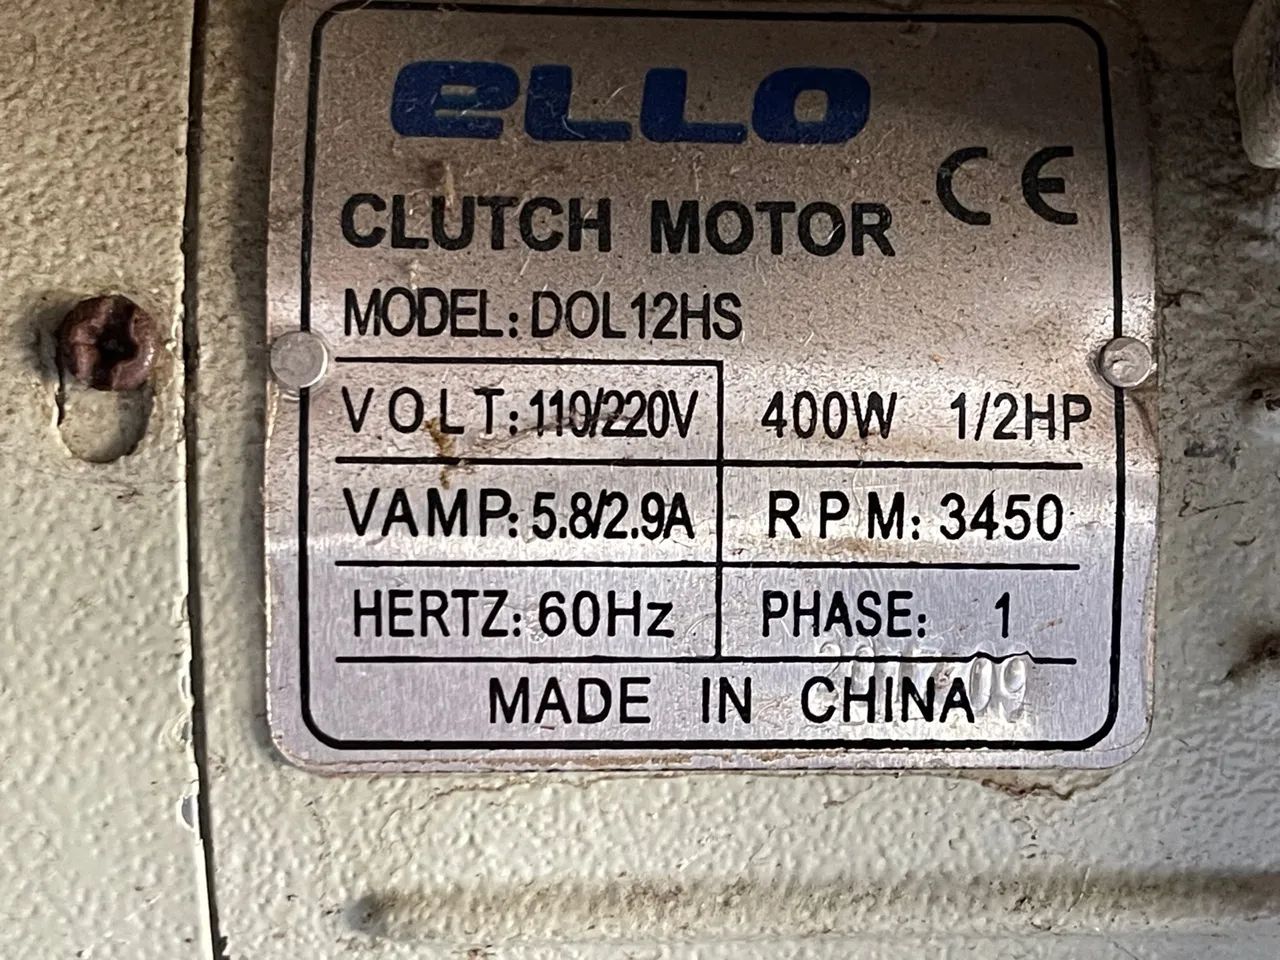 eLLO
CE
CLUTCH MOTOR
MODEL: DOL12HS
VOLT: 110/220V 400W 1/2HP
VAMP: 5.8/2.9A RPM: 3450
HERTZ: 60Hz PHASE: 1
MADE IN CHINA